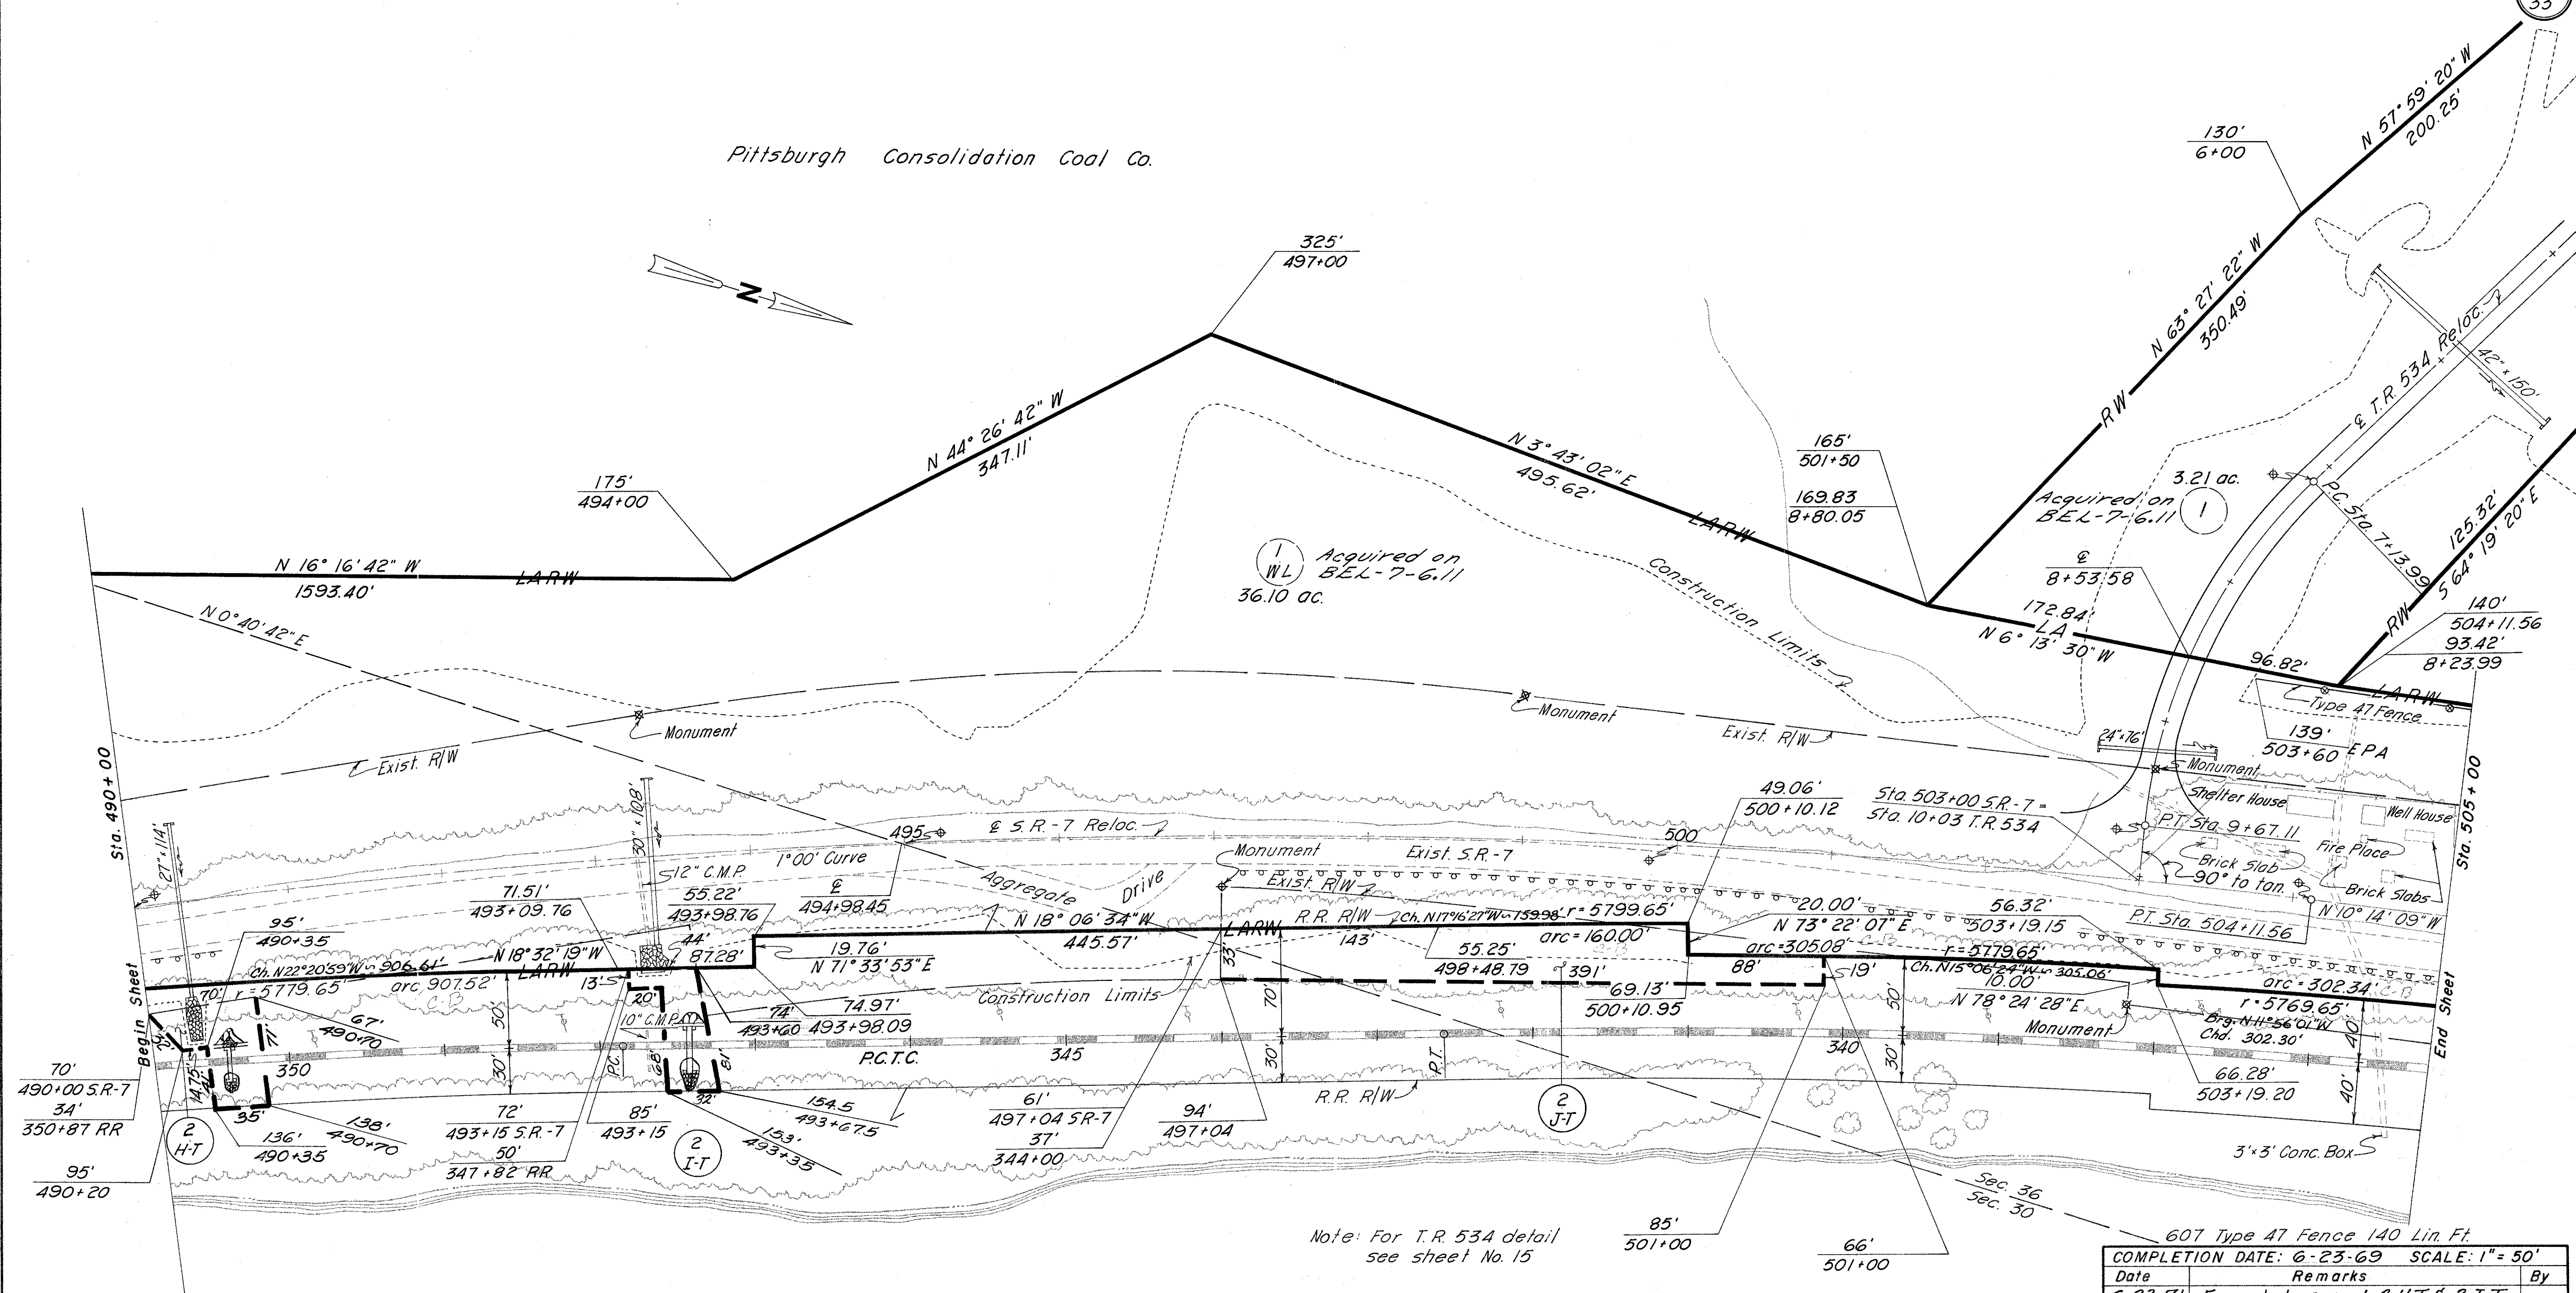 33
Pittsburgh Consolidation Coal Co.
N
N 57° 59' 20" W
200.25'
130'
6+00
N 63° 27' 22" W
350.49'
RW
325'
497+00
N 44° 26' 42" W
347.11'
175'
494+00
N 16° 16' 42" W
LARW
1593.40'
N 0° 40' 42" E
N 3° 43' 02" E
495.62'
LARW
165'
501+50
169.83
8+80.05
3.21 ac.
Acquired on
BEL-7-6.11
1
℄
8+53.58
℄ T.R. 534 Reloc.
42" x 150'
P.C. Sta. 7+13.99
125.32'
S 64° 19' 20" E
RW
140'
504+11.56
93.42'
8+23.99
1
WL
Acquired on
BEL-7-6.11
36.10 ac.
Construction Limits
172.84'
LA
N 6° 13' 30" W
96.82'
LARW
Type 47 Fence
139'
503+60
EPA
24"x76'
Monument
Monument
Monument
Exist. R/W
Exist. R/W
Sta. 490+00
Sta. 505+00
Shelter House
Well House
P.T. Sta. 9+67.11
Fire Place
Brick Slab
90° to tan.
Brick Slabs
N 10° 14' 09" W
P.T. Sta. 504+11.56
49.06'
500+10.12
Sta. 503+00 S.R.-7 =
Sta. 10+03 T.R. 534
27" x 114'
30" x 108'
495
℄ S.R.-7 Reloc.
500
1°00' Curve
12" C.M.P.
Monument
Exist. S.R.-7
Exist. R/W
Aggregate Drive
71.51'
493+09.76
55.22'
493+98.76
℄
494+98.45
95'
490+35
N 18° 32' 19" W
LARW
Ch. N22°20'59"W ~ 906.61'
r = 5779.65'
arc 907.52'
44'
87.28'
19.76'
N 71° 33' 53" E
N 18° 06' 34" W
445.57'
LARW
R.R. R/W
Ch. N17°16'27"W ~ 159.98'
r = 5799.65'
arc = 160.00'
143'
20.00'
N 73° 22' 07" E
56.32'
503+19.15
arc = 305.08'
r = 5779.65'
Ch. N15°06'24"W ~ 305.06'
10.00'
N 78° 24' 28" E
arc = 302.34'
r = 5769.65'
Brg. N 11° 56' 01" W
Chd. 302.30'
C-B
C-B
C-B
Monument
55.25'
498+48.79
391'
69.13'
500+10.95
88'
19'
33'
70'
30'
50'
30'
50'
30'
40'
40'
Construction Limits
74.97'
493+98.09
74'
493+60
13'
20'
10" C.M.P.
67'
490+70
70'
71'
35'
68'
81'
32'
P.C.
P.T.
P.C.T.C.
350
345
340
R.R. R/W
Begin Sheet
End Sheet
70'
490+00 S.R.-7
34'
350+87 RR
95'
490+20
2
H-T
136'
490+35
138'
490+70
72'
493+15 S.R.-7
50'
347+82 RR
85'
493+15
2
I-T
153'
493+35
154.5
493+67.5
61'
497+04 SR-7
37'
344+00
94'
497+04
2
J-T
66.28'
503+19.20
3'x3' Conc. Box
Sec. 36
Sec. 30
Note: For T.R. 534 detail
see sheet No. 15
85'
501+00
66'
501+00
607 Type 47 Fence 140 Lin. Ft.
COMPLETION DATE: 6-23-69 SCALE: 1" = 50'
Date Remarks By